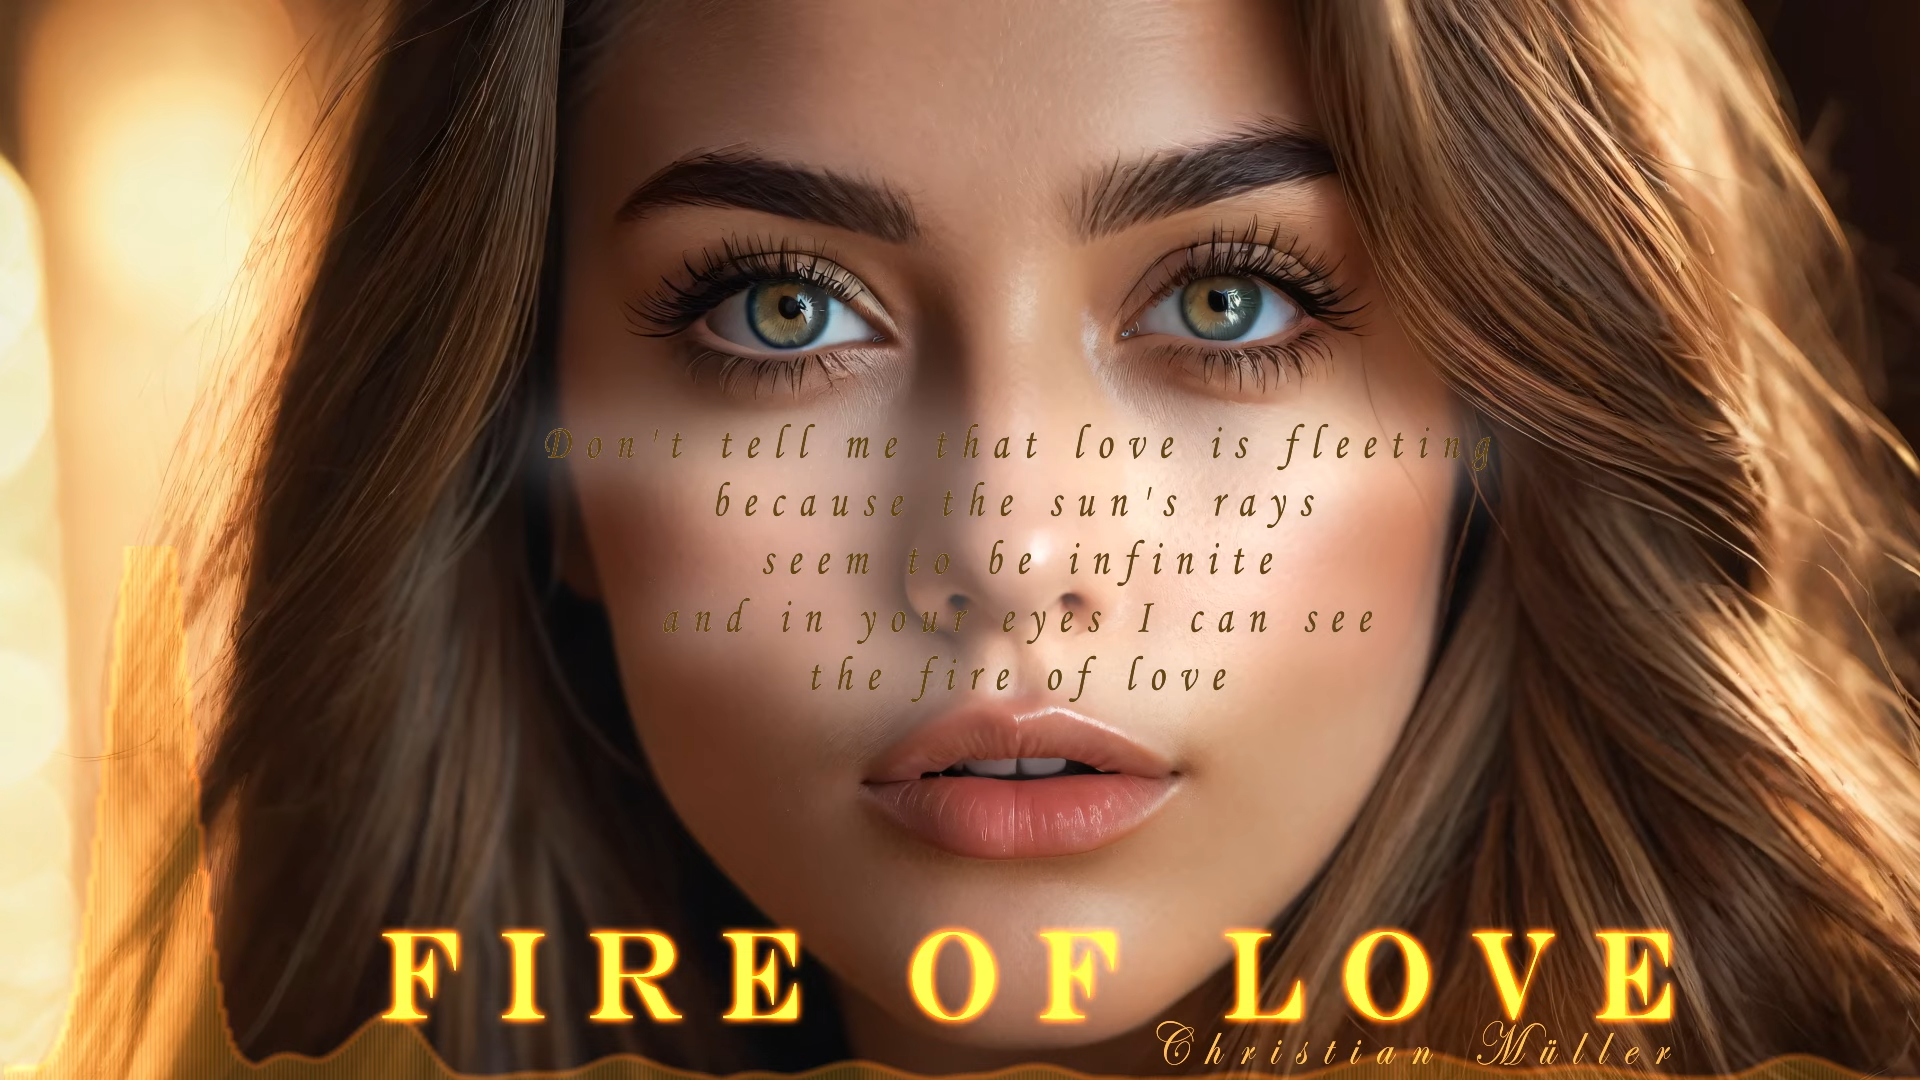 Don't tell me that love is fleeting
because the sun's rays
seem to be infinite
and in your eyes I can see
the fire of love
FIRE OF LOVE
Christian Müller